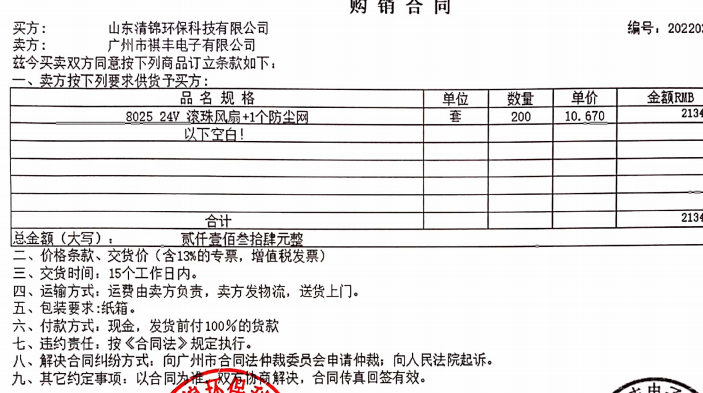 购销合同
买方： 山东清锦环保科技有限公司
卖方： 广州市祺丰电子有限公司 编号：202203
兹今买卖双方同意按下列商品订立条款如下：
一、卖方按下列要求供货予买方：
品名规格 单位 数量 单价 金额RMB
8025 24V 滚珠风扇+1个防尘网 套 200 10.670 2134
以下空白！
合计 2134
总金额（大写）： 贰仟壹佰叁拾肆元整
二、价格条款、交货价（含13%的专票，增值税发票）
三、交货时间：15个工作日内。
四、运输方式：运费由卖方负责，卖方发物流，送货上门。
五、包装要求:纸箱。
六、付款方式：现金，发货前付100%的货款
七、违约责任：按《合同法》规定执行。
八、解决合同纠纷方式：向广州市合同法仲裁委员会申请仲裁；向人民法院起诉。
九、其它约定事项：以合同为准，双方协商解决，合同传真回签有效。
环保